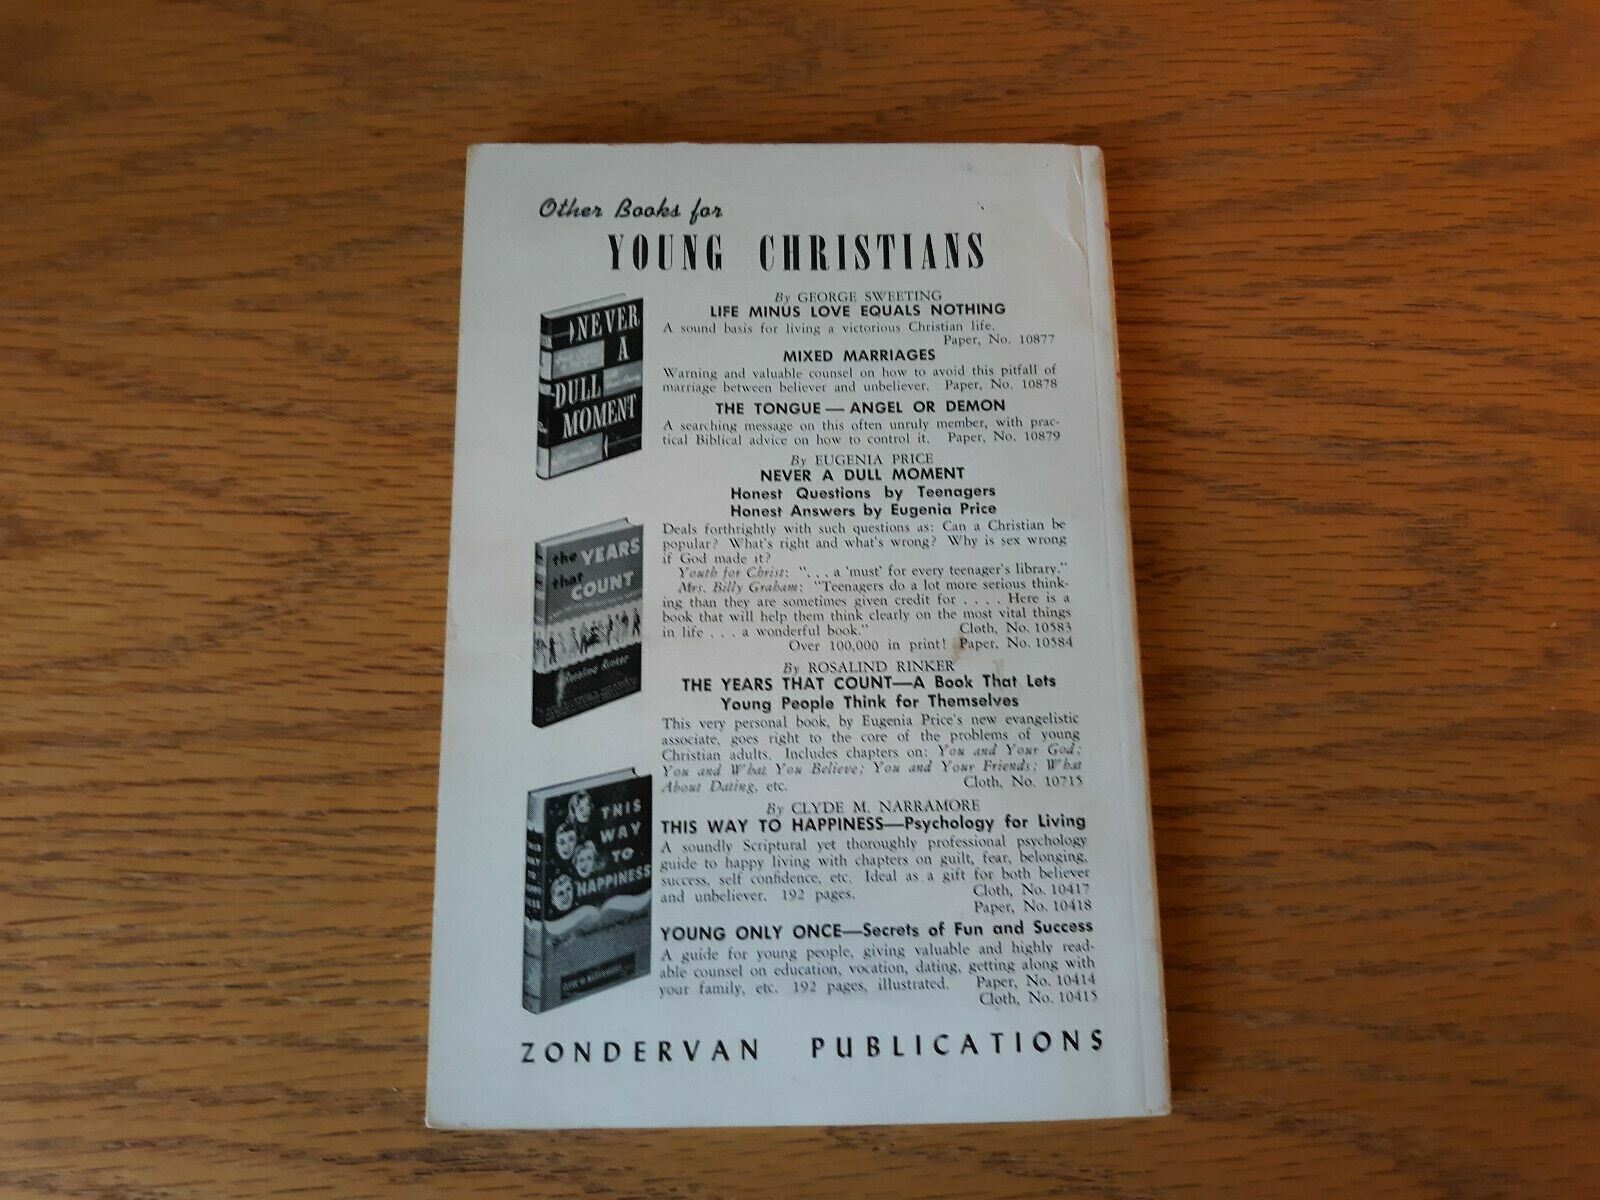 Other Books for
YOUNG CHRISTIANS
By GEORGE SWEETING
LIFE MINUS LOVE EQUALS NOTHING
A sound basis for living a victorious Christian life.
Paper, No. 10877
MIXED MARRIAGES
Warning and valuable counsel on how to avoid this pitfall of
marriage between believer and unbeliever. Paper, No. 10878
THE TONGUE — ANGEL OR DEMON
A searching message on this often unruly member, with prac-
tical Biblical advice on how to control it. Paper, No. 10879
By EUGENIA PRICE
NEVER A DULL MOMENT
Honest Questions by Teenagers
Honest Answers by Eugenia Price
Deals forthrightly with such questions as: Can a Christian be
popular? What's right and what's wrong? Why is sex wrong
if God made it?
Youth for Christ: ". . . a 'must' for every teenager's library."
Mrs. Billy Graham: "Teenagers do a lot more serious think-
ing than they are sometimes given credit for . . . . Here is a
book that will help them think clearly on the most vital things
in life . . . a wonderful book." Cloth, No. 10583
Over 100,000 in print! Paper, No. 10584
By ROSALIND RINKER
THE YEARS THAT COUNT—A Book That Lets
Young People Think for Themselves
This very personal book, by Eugenia Price's new evangelistic
associate, goes right to the core of the problems of young
Christian adults. Includes chapters on: You and Your God;
You and What You Believe; You and Your Friends; What
About Dating, etc. Cloth, No. 10715
By CLYDE M. NARRAMORE
THIS WAY TO HAPPINESS—Psychology for Living
A soundly Scriptural yet thoroughly professional psychology
guide to happy living with chapters on guilt, fear, belonging,
success, self confidence, etc. Ideal as a gift for both believer
and unbeliever. 192 pages. Cloth, No. 10417
Paper, No. 10418
YOUNG ONLY ONCE—Secrets of Fun and Success
A guide for young people, giving valuable and highly read-
able counsel on education, vocation, dating, getting along with
your family, etc. 192 pages, illustrated. Paper, No. 10414
Cloth, No. 10415
NEVER
A
DULL
MOMENT
the YEARS
that
COUNT
Rosalind Rinker
THIS
WAY
TO
HAPPINESS
ZONDERVAN PUBLICATIONS